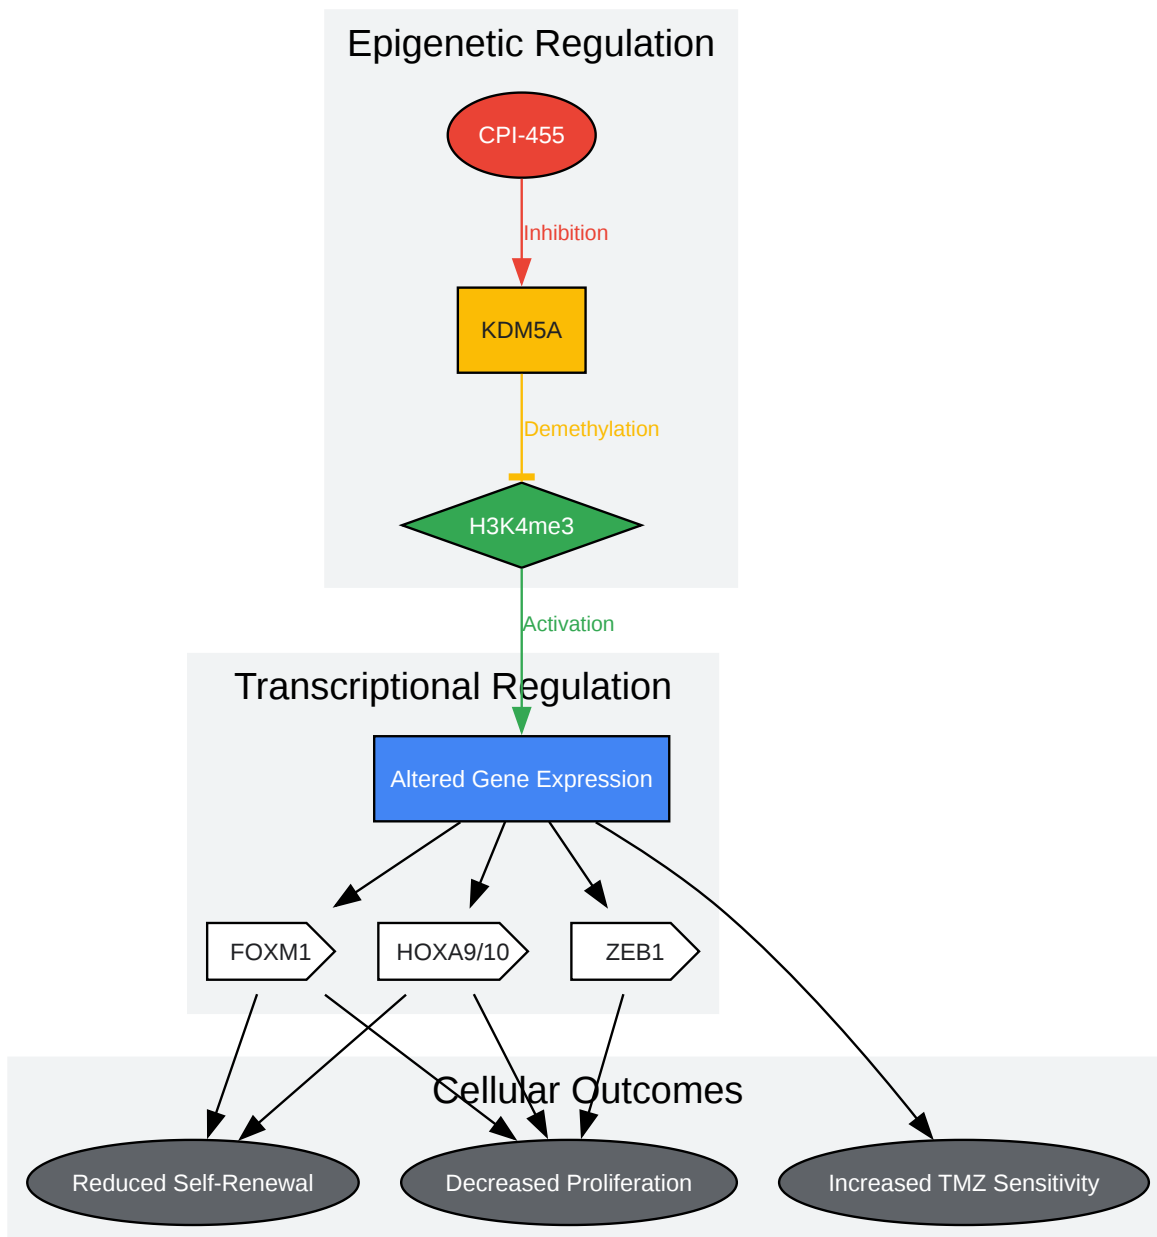 Epigenetic Regulation
CPI-455
Inhibition
KDM5A
Demethylation
H3K4me3
Activation
Transcriptional Regulation
Altered Gene Expression
FOXM1
HOXA9/10
ZEB1
Cellular Outcomes
Reduced Self-Renewal
Decreased Proliferation
Increased TMZ Sensitivity